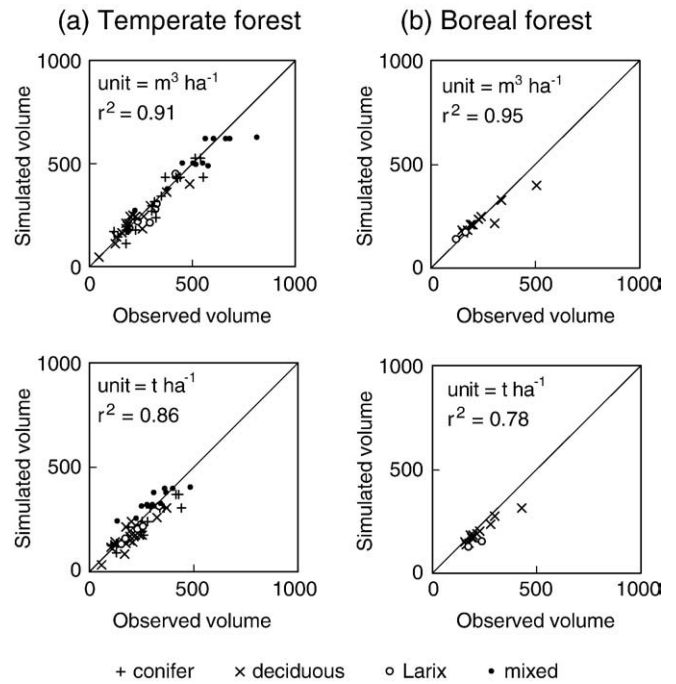 (a) Temperate forest
(b) Boreal forest
1000
unit = m³ ha⁻¹
r² = 0.91
Simulated volume
500
0
0 500 1000
Observed volume
1000
unit = m³ ha⁻¹
r² = 0.95
Simulated volume
500
0
0 500 1000
Observed volume
1000
unit = t ha⁻¹
r² = 0.86
Simulated volume
500
0
0 500 1000
Observed volume
1000
unit = t ha⁻¹
r² = 0.78
Simulated volume
500
0
0 500 1000
Observed volume
+ conifer × deciduous ○ Larix • mixed